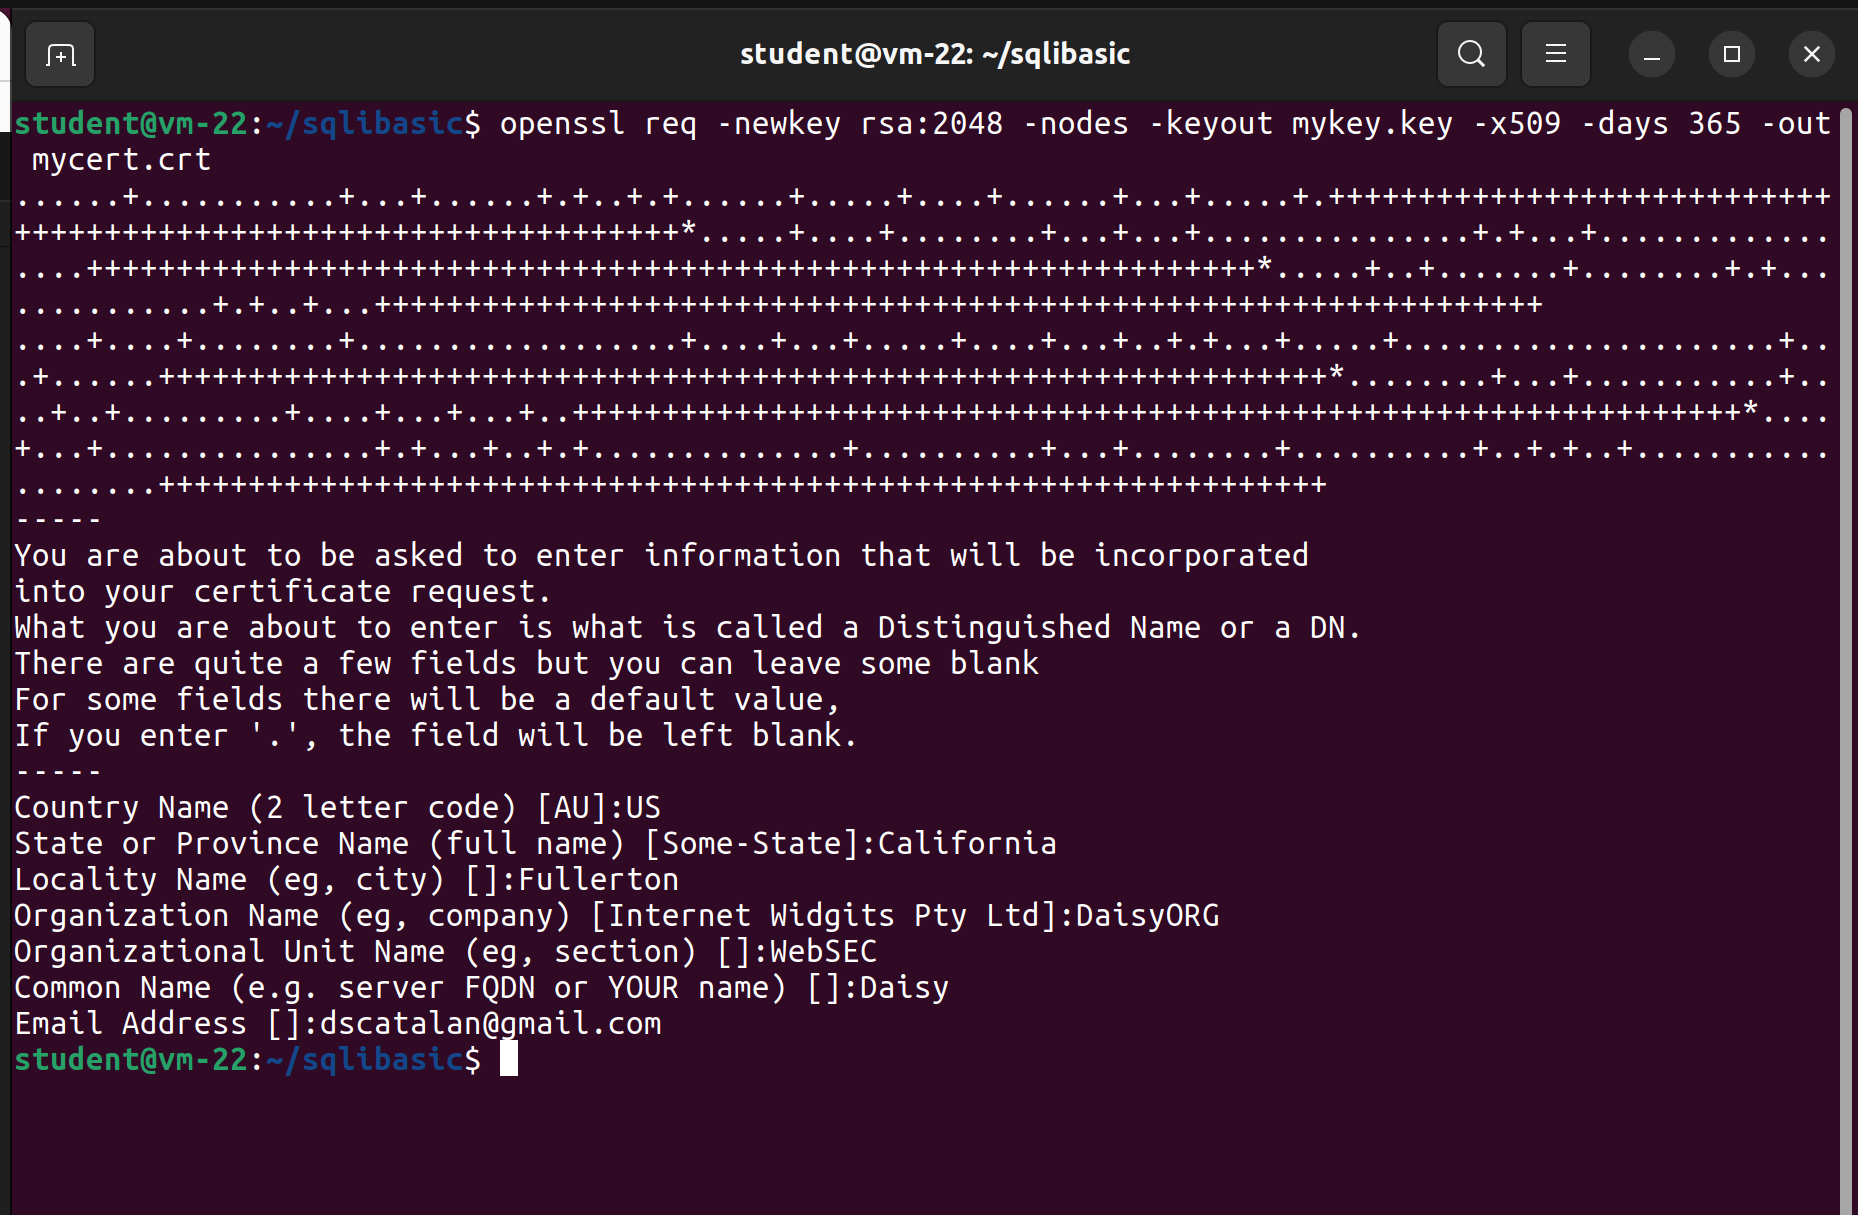 student@vm-22: ~/sqlibasic
student@vm-22:~/sqlibasic$ openssl req -newkey rsa:2048 -nodes -keyout mykey.key -x509 -days 365 -out
 mycert.crt
......+...........+...+......+.+..+.+......+.....+....+......+...+.....+.++++++++++++++++++++++++++++
+++++++++++++++++++++++++++++++++++++*.....+....+........+...+...+...............+.+...+.............
....+++++++++++++++++++++++++++++++++++++++++++++++++++++++++++++++++*.....+..+.......+........+.+...
...........+.+..+...+++++++++++++++++++++++++++++++++++++++++++++++++++++++++++++++++
....+....+........+..................+....+...+.....+....+...+..+.+...+.....+.....................+..
.+......+++++++++++++++++++++++++++++++++++++++++++++++++++++++++++++++++*........+...+...........+..
..+..+.........+....+...+...+..+++++++++++++++++++++++++++++++++++++++++++++++++++++++++++++++++*....
+...+...............+.+...+..+.+..............+..........+...+........+..........+..+.+..+...........
........+++++++++++++++++++++++++++++++++++++++++++++++++++++++++++++++++
-----
You are about to be asked to enter information that will be incorporated
into your certificate request.
What you are about to enter is what is called a Distinguished Name or a DN.
There are quite a few fields but you can leave some blank
For some fields there will be a default value,
If you enter '.', the field will be left blank.
-----
Country Name (2 letter code) [AU]:US
State or Province Name (full name) [Some-State]:California
Locality Name (eg, city) []:Fullerton
Organization Name (eg, company) [Internet Widgits Pty Ltd]:DaisyORG
Organizational Unit Name (eg, section) []:WebSEC
Common Name (e.g. server FQDN or YOUR name) []:Daisy
Email Address []:dscatalan@gmail.com
student@vm-22:~/sqlibasic$